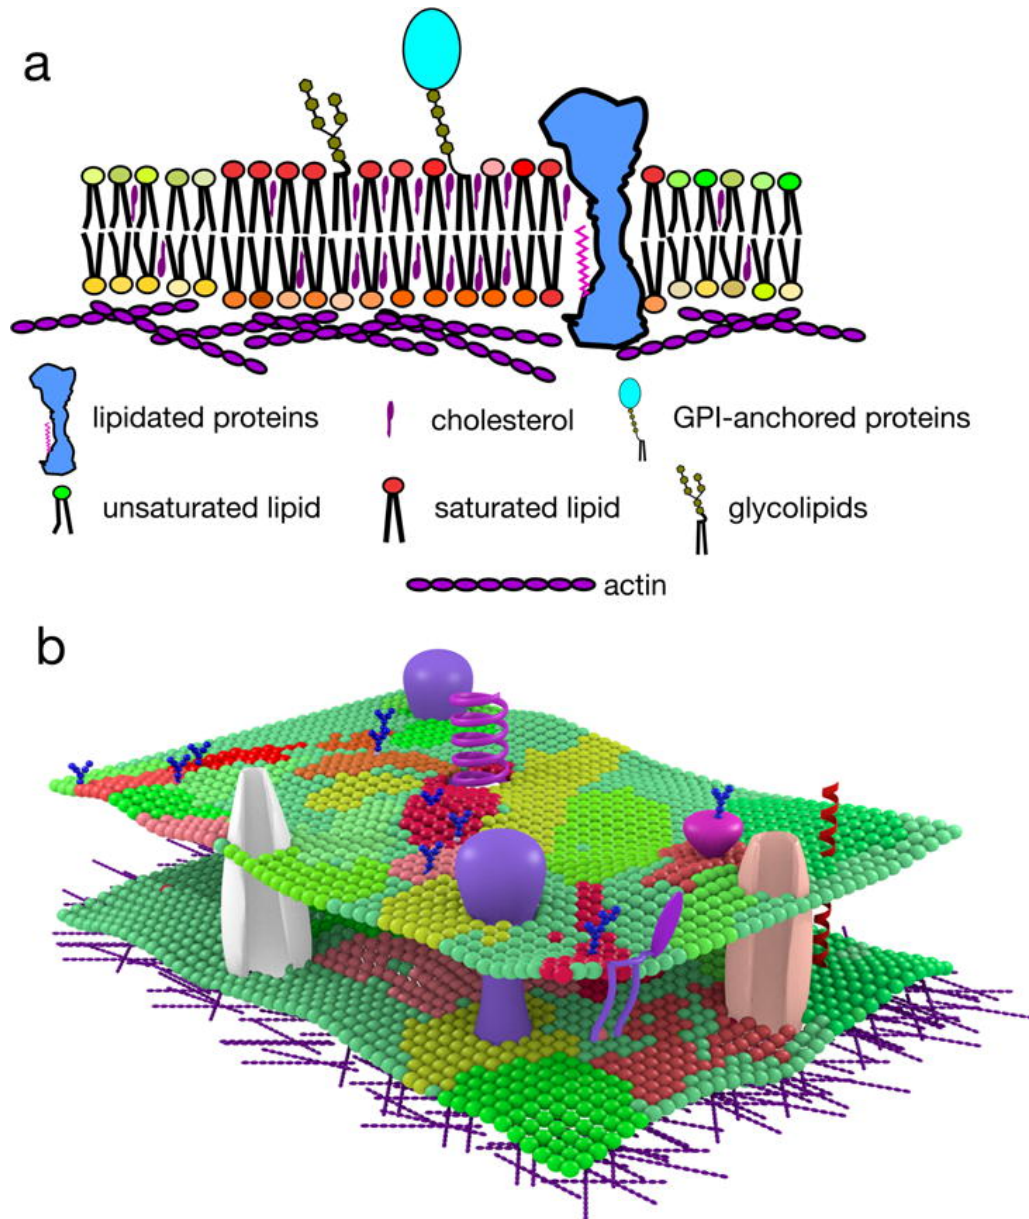 a
lipidated proteins cholesterol GPI-anchored proteins
unsaturated lipid saturated lipid glycolipids
actin
b